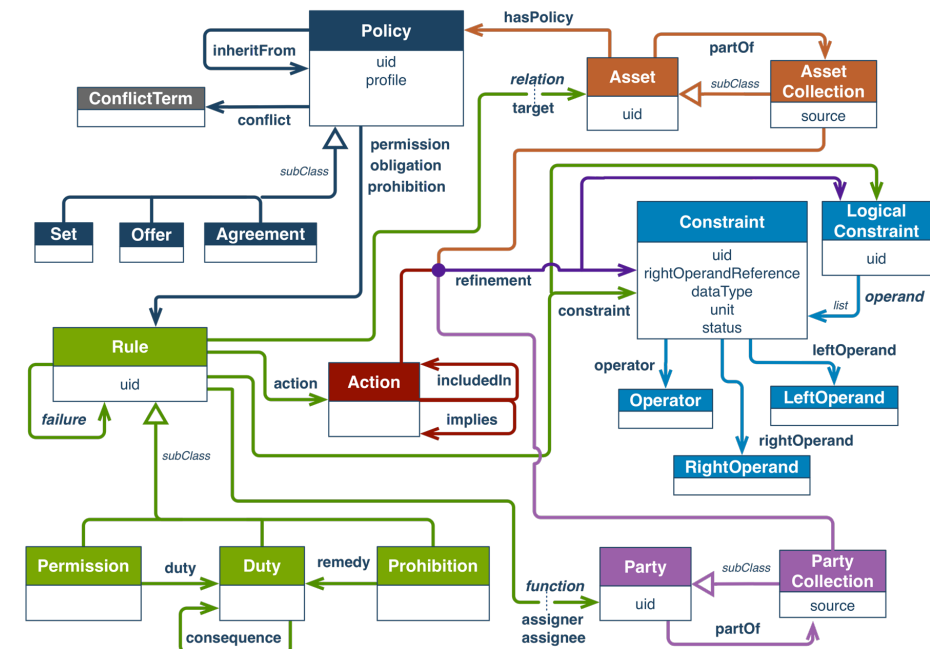 Policy
uid
profile
inheritFrom
ConflictTerm
conflict
hasPolicy
partOf
Asset
uid
subClass
Asset
Collection
source
relation
target
permission
obligation
prohibition
subClass
Set
Offer
Agreement
Constraint
uid
rightOperandReference
dataType
unit
status
Logical
Constraint
uid
refinement
constraint
list
operand
leftOperand
operator
Operator
LeftOperand
rightOperand
RightOperand
Rule
uid
failure
action
Action
includedIn
implies
subClass
Permission
duty
Duty
remedy
Prohibition
consequence
function
assigner
assignee
Party
uid
subClass
Party
Collection
source
partOf